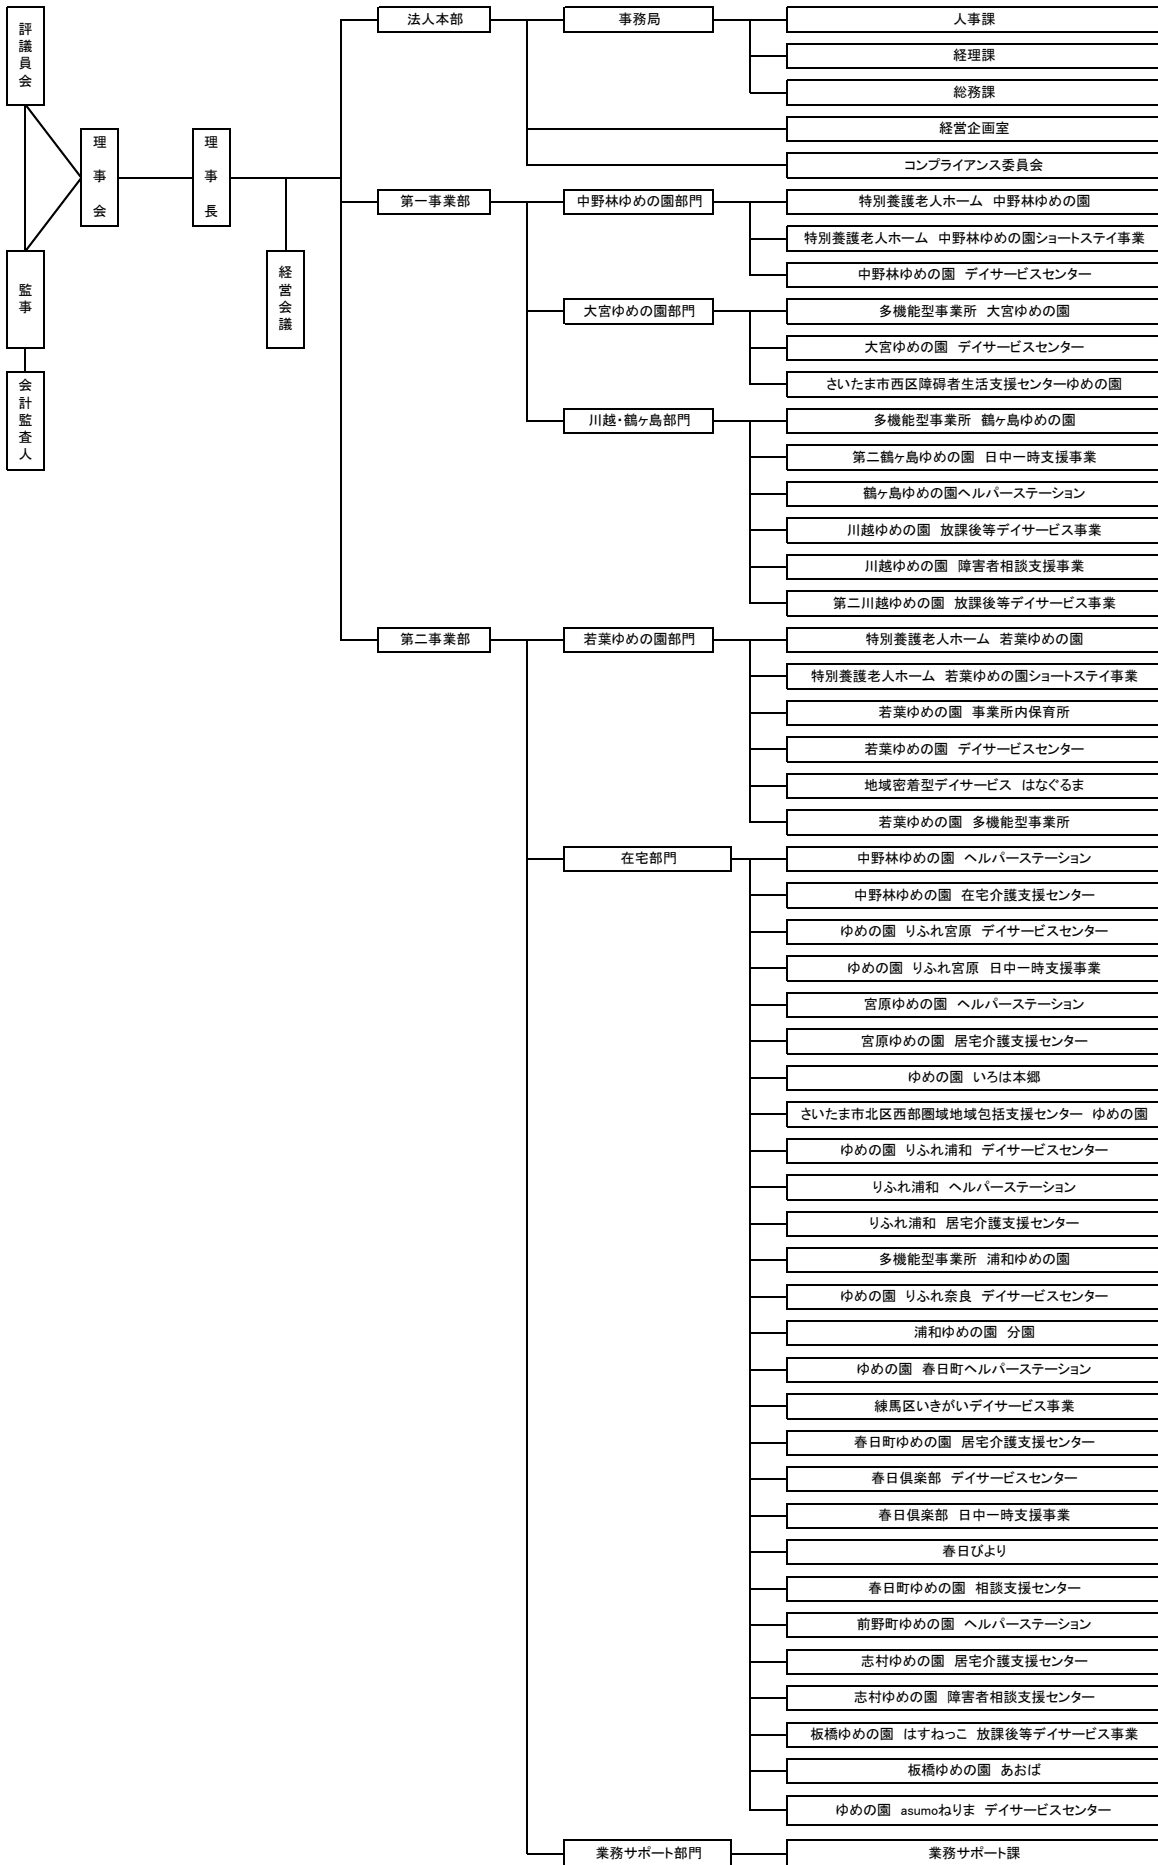 評議員会
理事会
理事長
監事
経営会議
会計監査人
法人本部
事務局
人事課
経理課
総務課
経営企画室
コンプライアンス委員会
第一事業部
中野林ゆめの園部門
特別養護老人ホーム 中野林ゆめの園
特別養護老人ホーム 中野林ゆめの園ショートステイ事業
中野林ゆめの園 デイサービスセンター
大宮ゆめの園部門
多機能型事業所 大宮ゆめの園
大宮ゆめの園 デイサービスセンター
さいたま市西区障碍者生活支援センターゆめの園
川越・鶴ヶ島部門
多機能型事業所 鶴ヶ島ゆめの園
第二鶴ヶ島ゆめの園 日中一時支援事業
鶴ヶ島ゆめの園ヘルパーステーション
川越ゆめの園 放課後等デイサービス事業
川越ゆめの園 障害者相談支援事業
第二川越ゆめの園 放課後等デイサービス事業
第二事業部
若葉ゆめの園部門
特別養護老人ホーム 若葉ゆめの園
特別養護老人ホーム 若葉ゆめの園ショートステイ事業
若葉ゆめの園 事業所内保育所
若葉ゆめの園 デイサービスセンター
地域密着型デイサービス はなぐるま
若葉ゆめの園 多機能型事業所
在宅部門
中野林ゆめの園 ヘルパーステーション
中野林ゆめの園 在宅介護支援センター
ゆめの園 りふれ宮原 デイサービスセンター
ゆめの園 りふれ宮原 日中一時支援事業
宮原ゆめの園 ヘルパーステーション
宮原ゆめの園 居宅介護支援センター
ゆめの園 いろは本郷
さいたま市北区西部圏域地域包括支援センター ゆめの園
ゆめの園 りふれ浦和 デイサービスセンター
りふれ浦和 ヘルパーステーション
りふれ浦和 居宅介護支援センター
多機能型事業所 浦和ゆめの園
ゆめの園 りふれ奈良 デイサービスセンター
浦和ゆめの園 分園
ゆめの園 春日町ヘルパーステーション
練馬区いきがいデイサービス事業
春日町ゆめの園 居宅介護支援センター
春日倶楽部 デイサービスセンター
春日倶楽部 日中一時支援事業
春日びより
春日町ゆめの園 相談支援センター
前野町ゆめの園 ヘルパーステーション
志村ゆめの園 居宅介護支援センター
志村ゆめの園 障害者相談支援センター
板橋ゆめの園 はすねっこ 放課後等デイサービス事業
板橋ゆめの園 あおば
ゆめの園 asumoねりま デイサービスセンター
業務サポート部門
業務サポート課